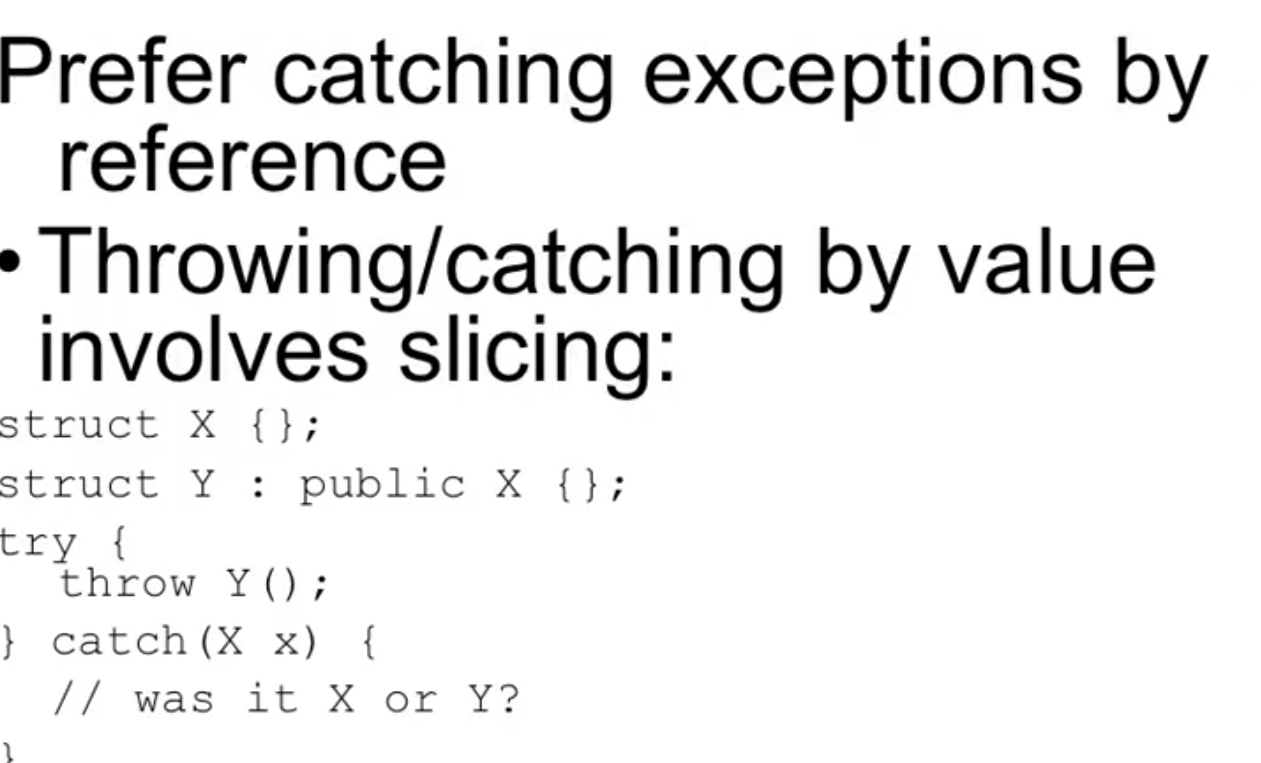 Prefer catching exceptions by
reference
• Throwing/catching by value
involves slicing:
struct X {};
struct Y : public X {};
try {
throw Y();
} catch(X x) {
// was it X or Y?
}